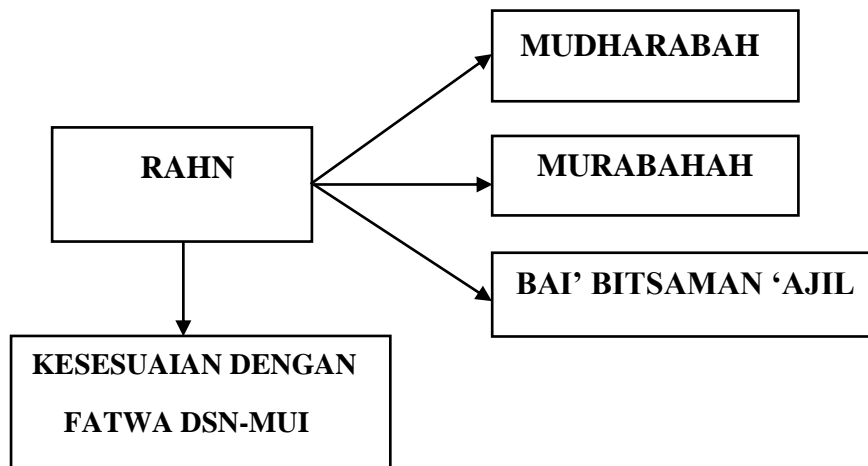 MUDHARABAH
RAHN
MURABAHAH
BAI’ BITSAMAN ‘AJIL
KESESUAIAN DENGAN
FATWA DSN-MUI